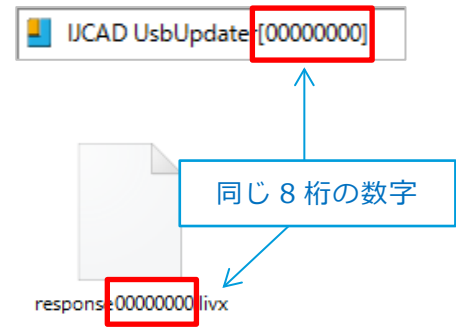 IJCAD UsbUpdater[00000000]
同じ 8 桁の数字
response00000000.livx